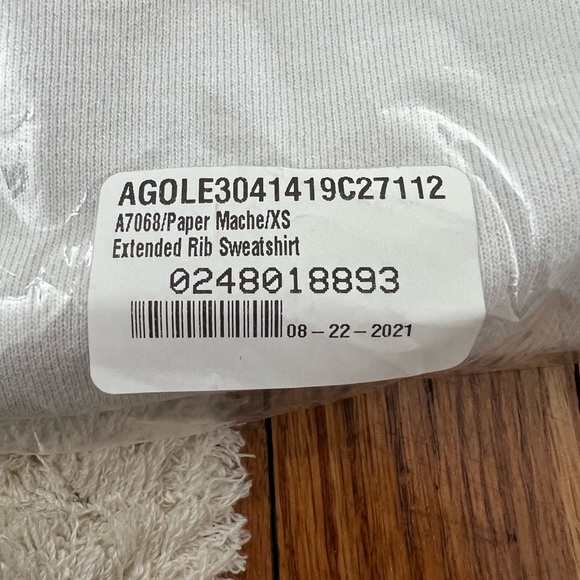 AGOLE3041419C27112
A7068/Paper Mache/XS
Extended Rib Sweatshirt
0248018893
08-22-2021